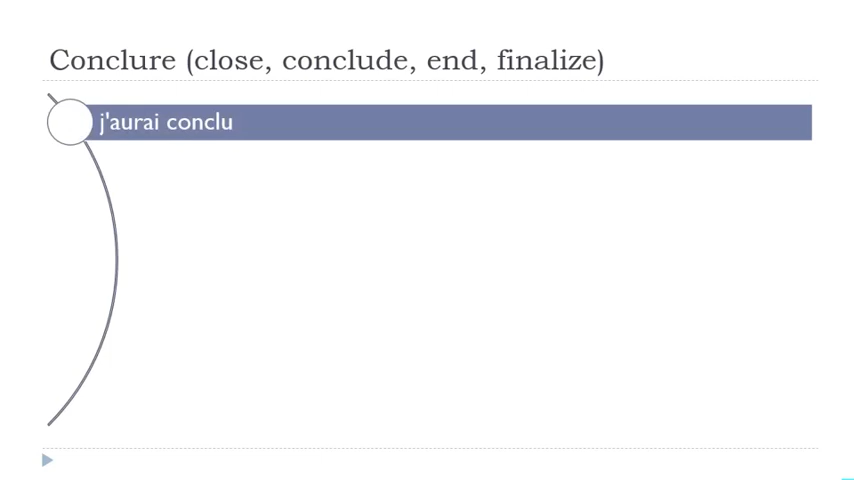 Conclure (close, conclude, end, finalize)
j'aurai conclu